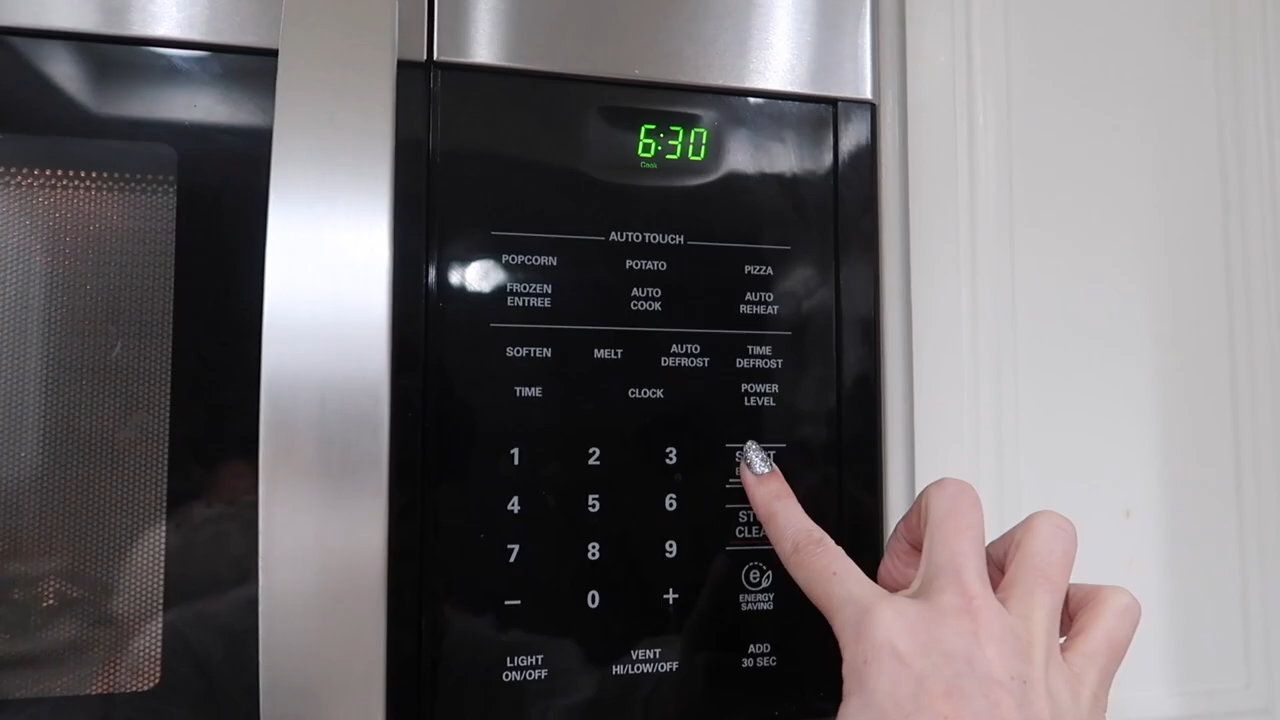 6:30
Cook
AUTO TOUCH
POPCORN
POTATO
PIZZA
FROZEN
ENTREE
AUTO
COOK
AUTO
REHEAT
SOFTEN
MELT
AUTO
DEFROST
TIME
DEFROST
TIME
CLOCK
POWER
LEVEL
1
2
3
4
5
6
7
8
9
–
0
+
e
ENERGY
SAVING
LIGHT
ON/OFF
VENT
HI/LOW/OFF
ADD
30 SEC